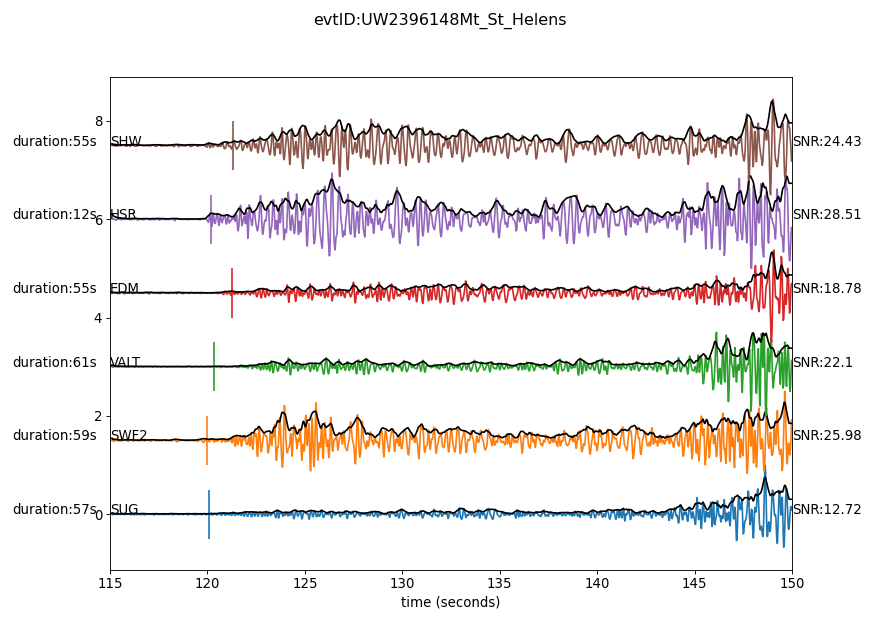 evtID:UW2396148Mt_St_Helens
8
duration:55s SHW SNR:24.43
duration:12s HSR SNR:28.51
6
duration:55s EDM SNR:18.78
4
duration:61s VALT SNR:22.1
2
duration:59s SWF2 SNR:25.98
duration:57s SUG SNR:12.72
0
115 120 125 130 135 140 145 150
time (seconds)